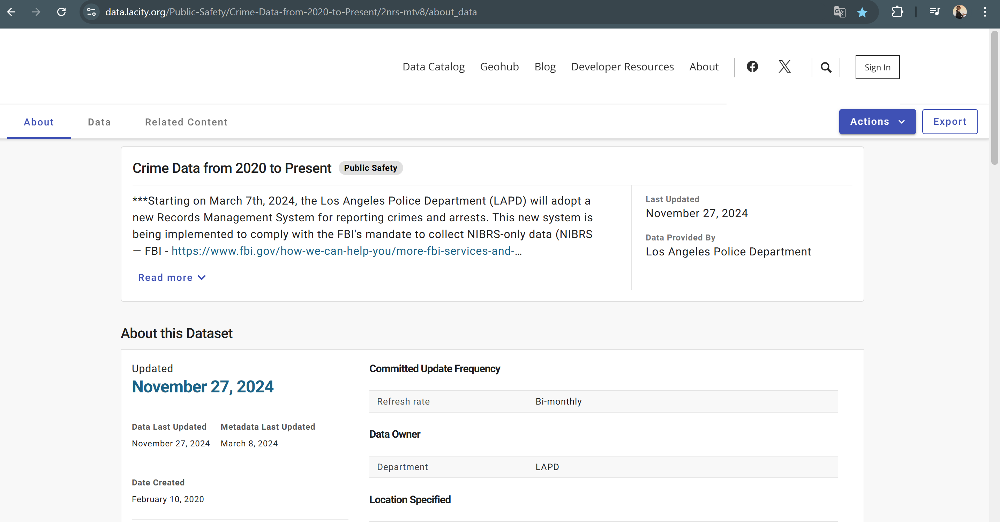 data.lacity.org/Public-Safety/Crime-Data-from-2020-to-Present/2nrs-mtv8/about_data
Data Catalog Geohub Blog Developer Resources About Sign In
About Data Related Content Actions Export
Crime Data from 2020 to Present Public Safety
***Starting on March 7th, 2024, the Los Angeles Police Department (LAPD) will adopt a
new Records Management System for reporting crimes and arrests. This new system is
being implemented to comply with the FBI's mandate to collect NIBRS-only data (NIBRS
— FBI - https://www.fbi.gov/how-we-can-help-you/more-fbi-services-and-...
Read more
Last Updated
November 27, 2024
Data Provided By
Los Angeles Police Department
About this Dataset
Updated
November 27, 2024
Data Last Updated Metadata Last Updated
November 27, 2024 March 8, 2024
Date Created
February 10, 2020
Committed Update Frequency
Refresh rate Bi-monthly
Data Owner
Department LAPD
Location Specified